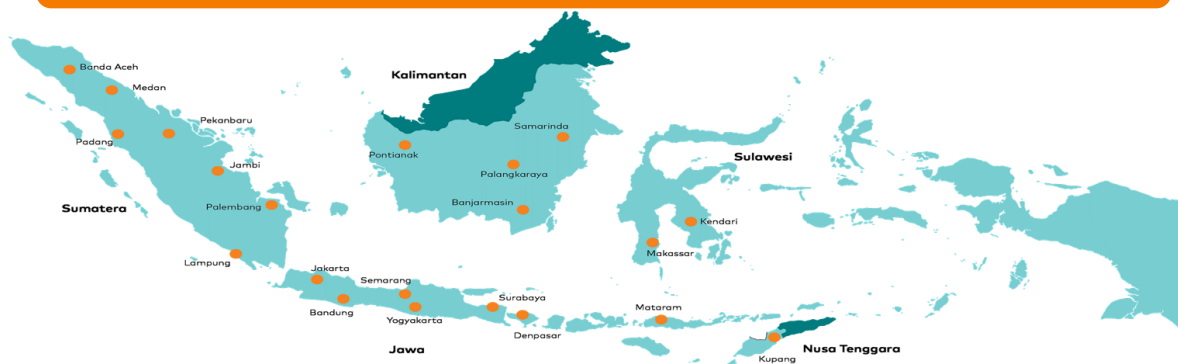 Banda Aceh
Medan
Pekanbaru
Padang
Jambi
Sumatera
Palembang
Lampung
Kalimantan
Samarinda
Pontianak
Palangkaraya
Banjarmasin
Sulawesi
Kendari
Makassar
Jakarta
Semarang
Surabaya
Bandung
Yogyakarta
Denpasar
Jawa
Mataram
Nusa Tenggara
Kupang